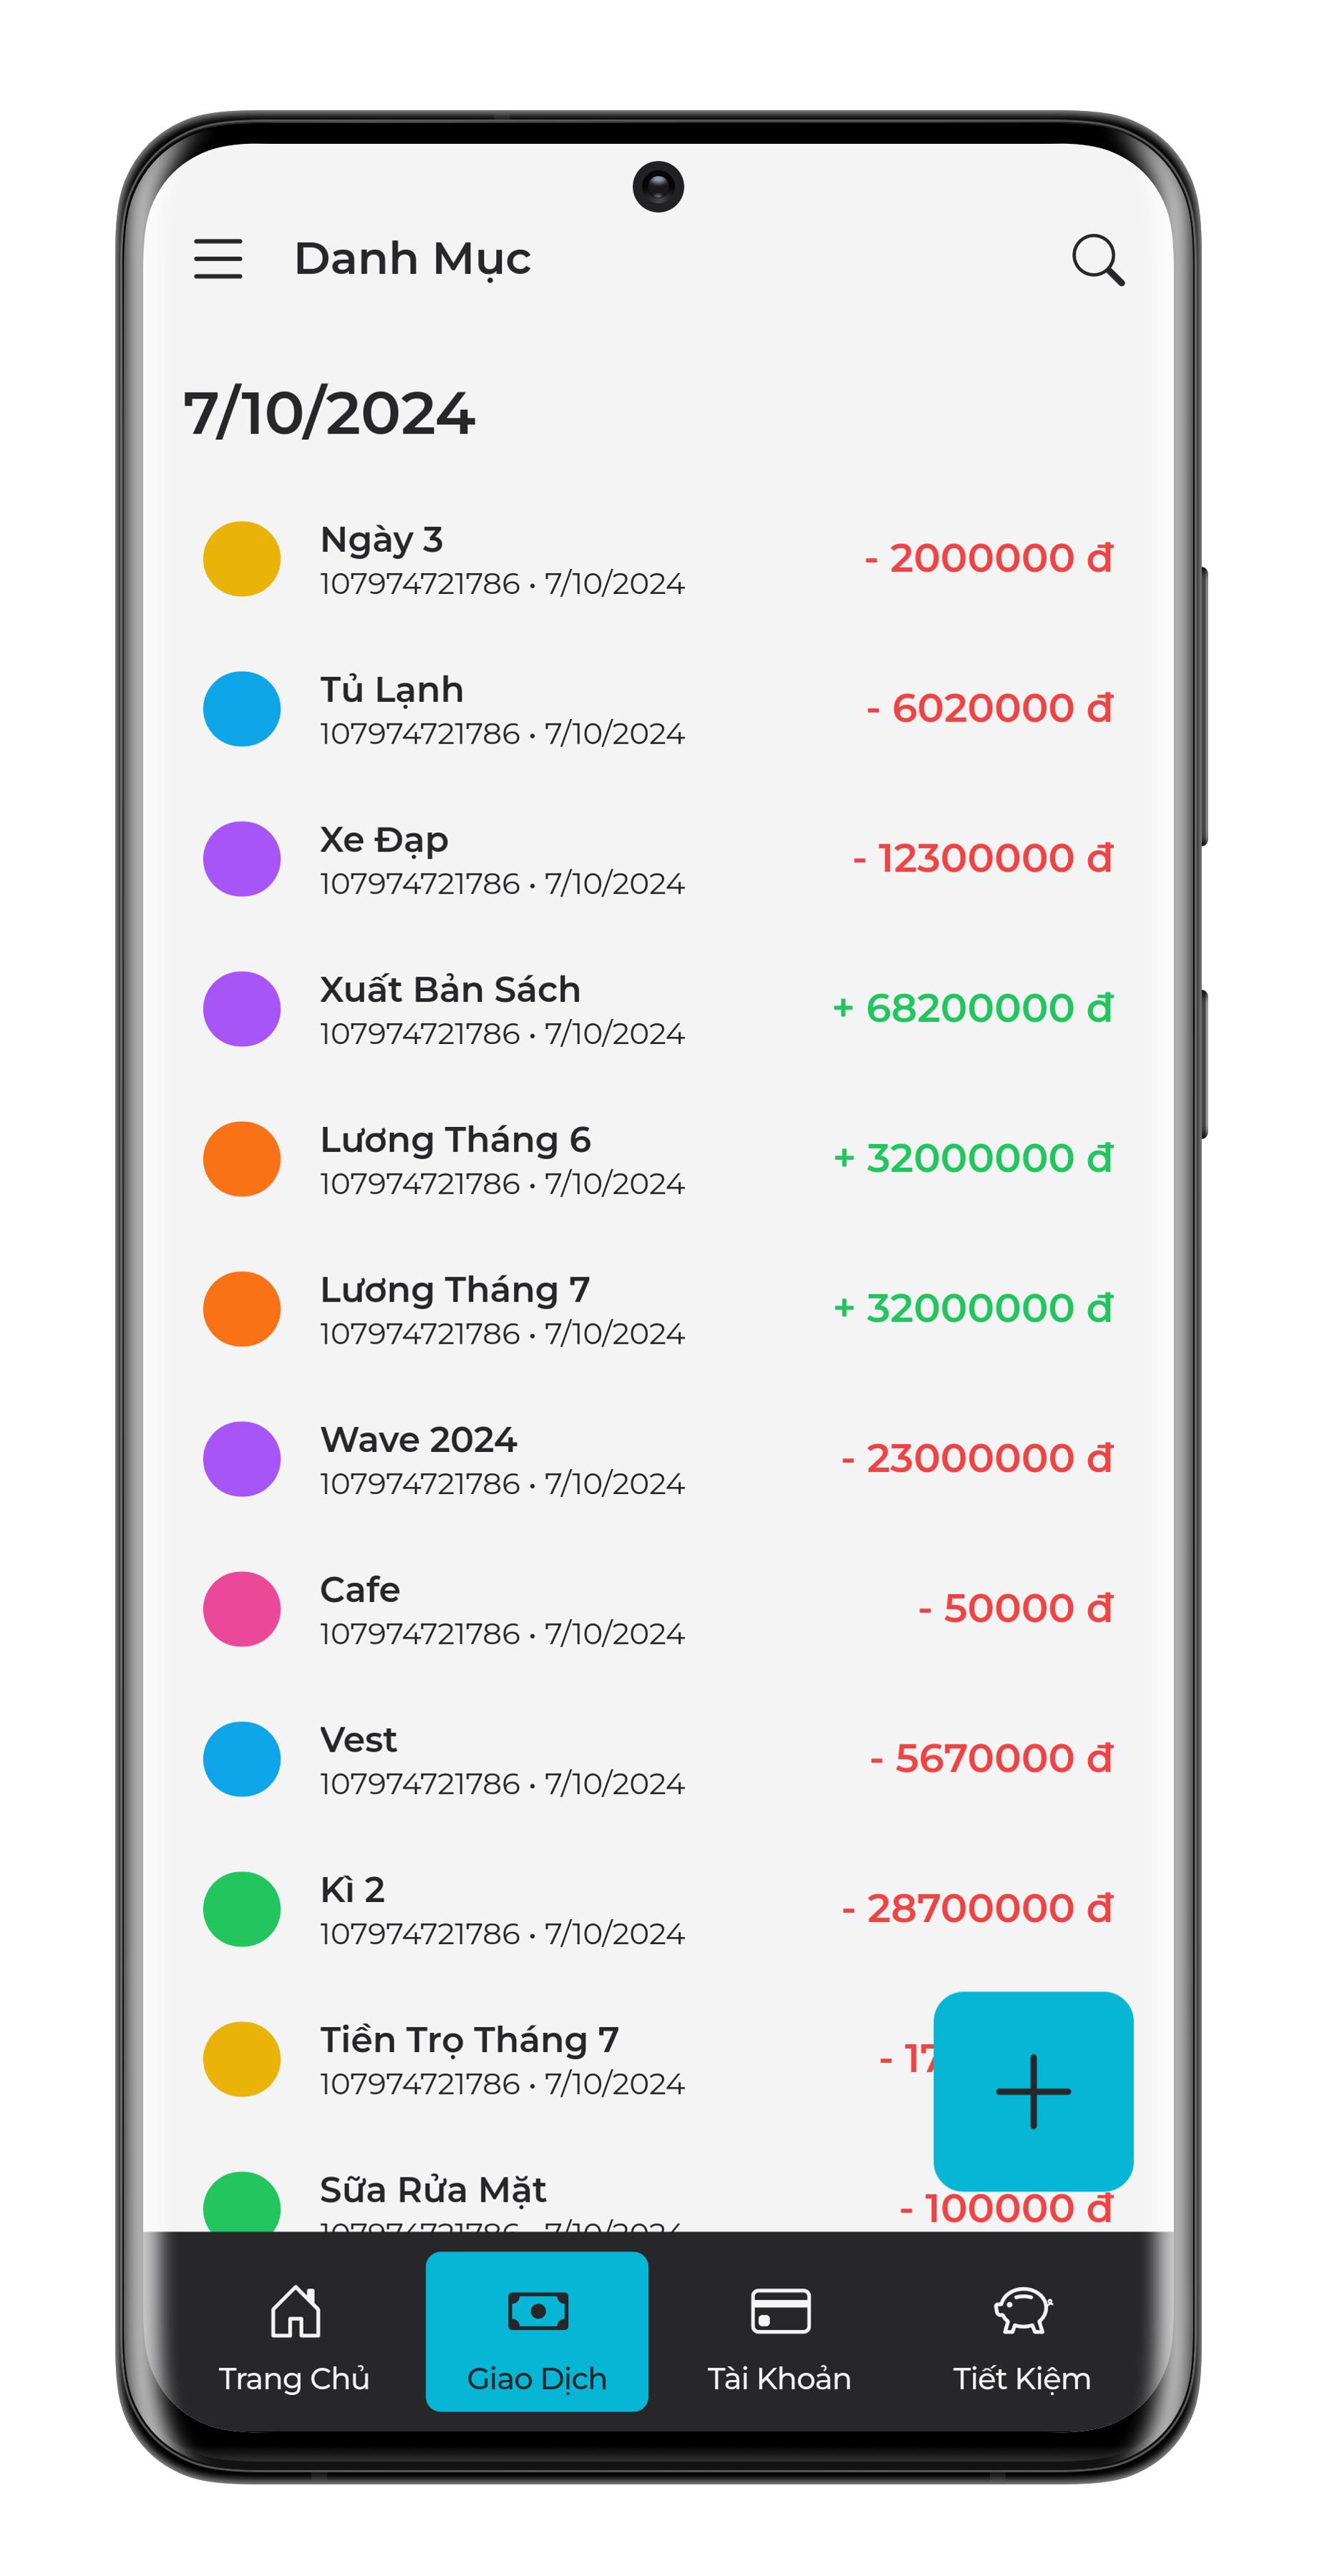 Danh Mục
7/10/2024
Ngày 3
107974721786 • 7/10/2024
- 2000000 đ
Tủ Lạnh
107974721786 • 7/10/2024
- 6020000 đ
Xe Đạp
107974721786 • 7/10/2024
- 12300000 đ
Xuất Bản Sách
107974721786 • 7/10/2024
+ 68200000 đ
Lương Tháng 6
107974721786 • 7/10/2024
+ 32000000 đ
Lương Tháng 7
107974721786 • 7/10/2024
+ 32000000 đ
Wave 2024
107974721786 • 7/10/2024
- 23000000 đ
Cafe
107974721786 • 7/10/2024
- 50000 đ
Vest
107974721786 • 7/10/2024
- 5670000 đ
Kì 2
107974721786 • 7/10/2024
- 28700000 đ
Tiền Trọ Tháng 7
107974721786 • 7/10/2024
Sữa Rửa Mặt
107974721786 • 7/10/2024
- 100000 đ
Trang Chủ
Giao Dịch
Tài Khoản
Tiết Kiệm